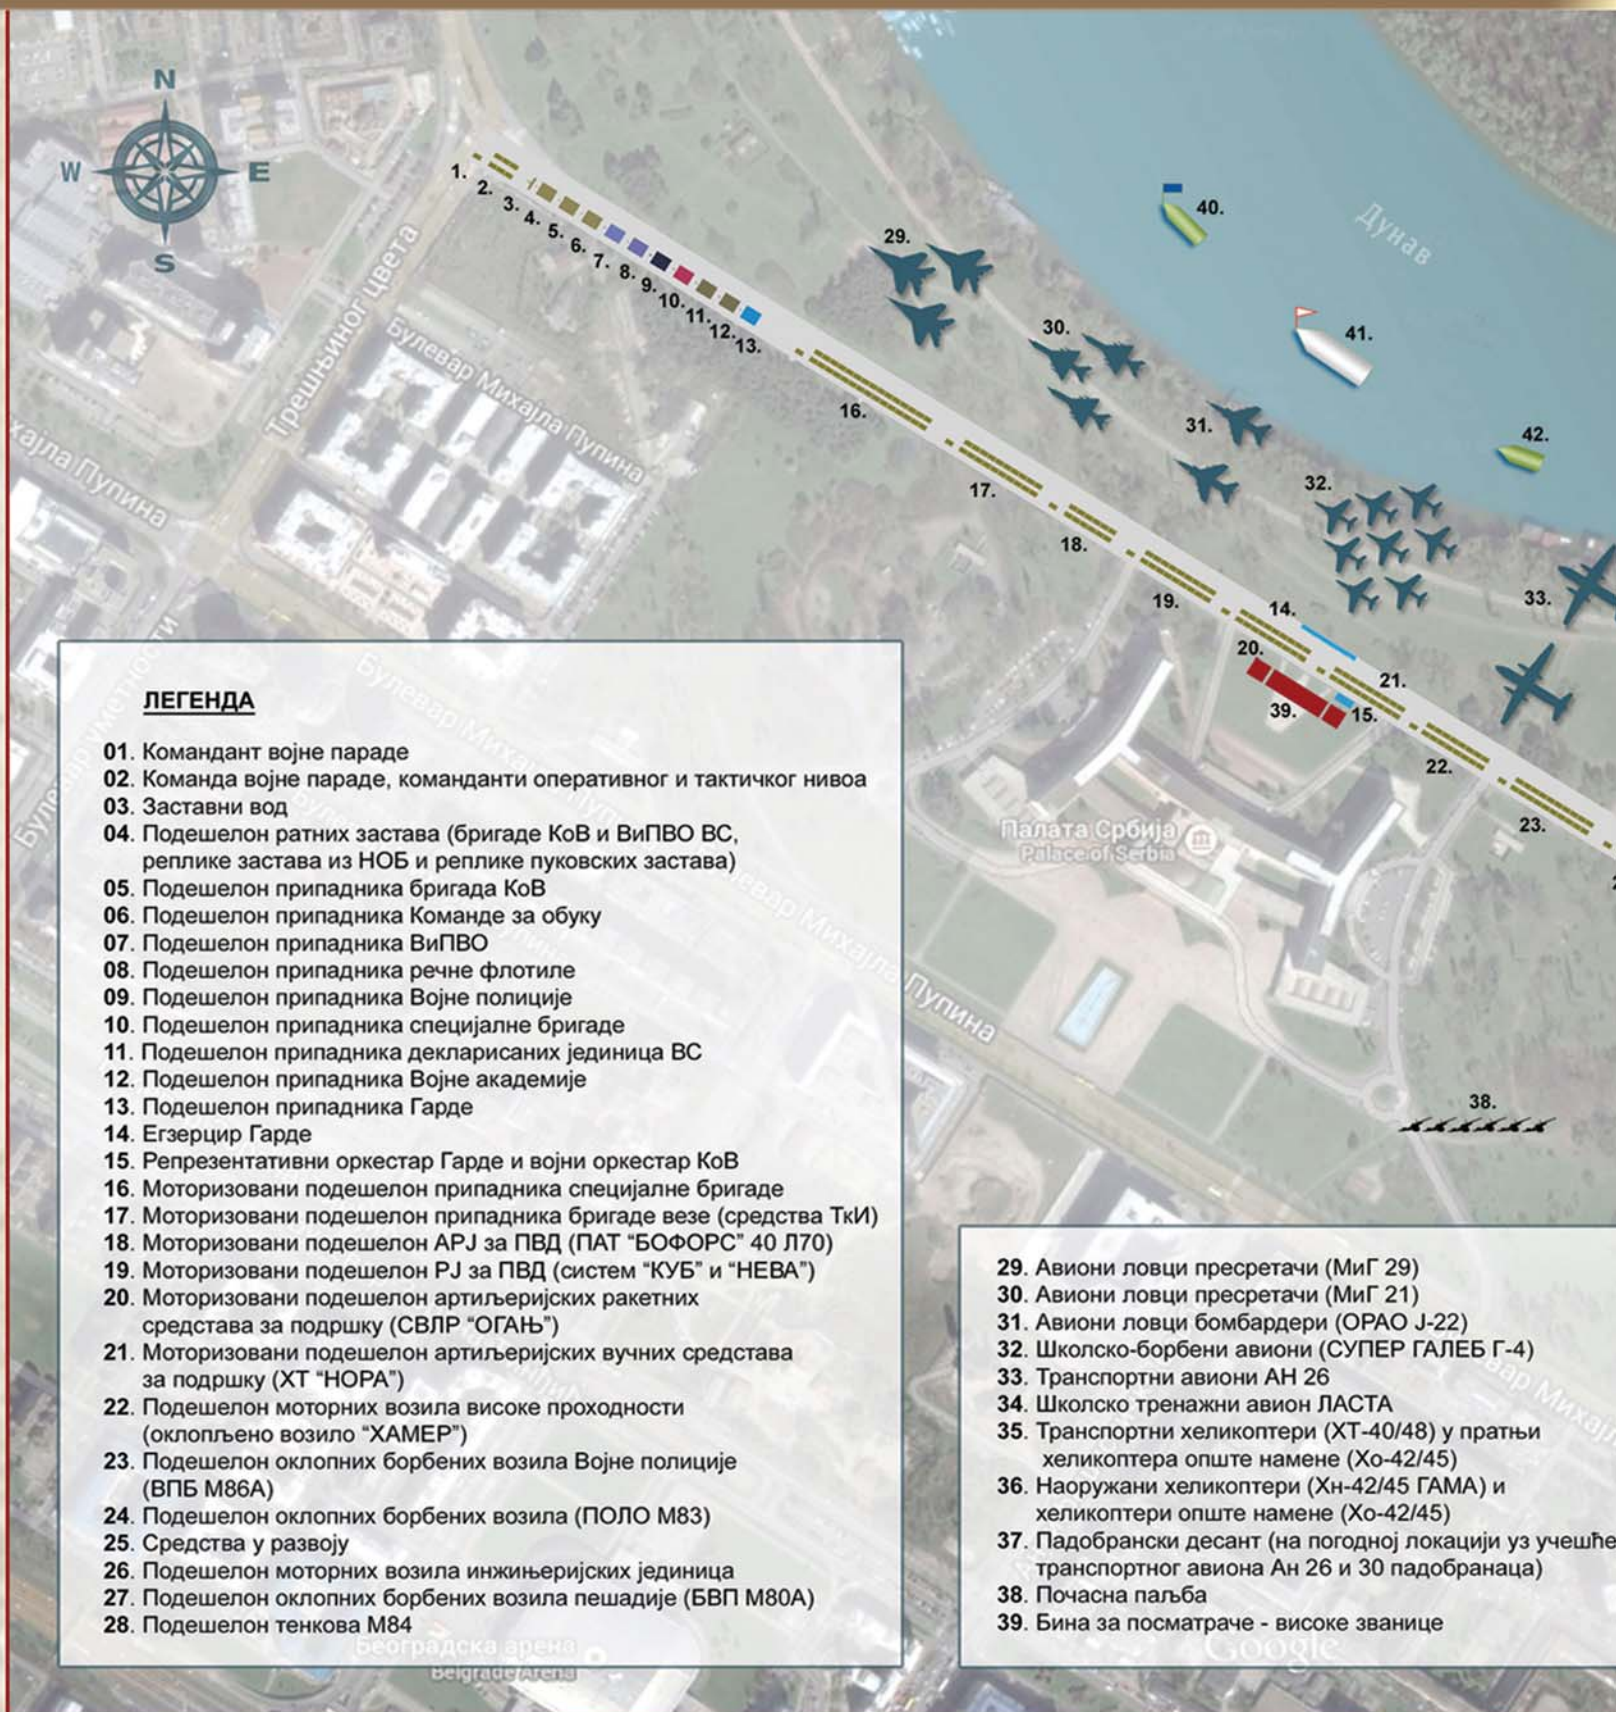 N
W
E
S
1.
2.
3.
4.
5.
6.
7.
8.
9.
10.
11.
12.
13.
16.
17.
18.
19.
14.
20.
39.
15.
21.
22.
23.
29.
30.
31.
32.
33.
40.
41.
42.
38.
Дунав
Трешњиног цвета
Булевар Михајла Пупина
Булевар Михајла Пупина
Палата Србија
Palace of Serbia
ЛЕГЕНДА
01. Командант војне параде
02. Команда војне параде, команданти оперативног и тактичког нивоа
03. Заставни вод
04. Подешелон ратних застава (бригаде КоВ и ВиПВО ВС,
реплике застава из НОБ и реплике пуковских застава)
05. Подешелон припадника бригада КоВ
06. Подешелон припадника Команде за обуку
07. Подешелон припадника ВиПВО
08. Подешелон припадника речне флотиле
09. Подешелон припадника Војне полиције
10. Подешелон припадника специјалне бригаде
11. Подешелон припадника декларисаних јединица ВС
12. Подешелон припадника Војне академије
13. Подешелон припадника Гарде
14. Егзерцир Гарде
15. Репрезентативни оркестар Гарде и војни оркестар КоВ
16. Моторизовани подешелон припадника специјалне бригаде
17. Моторизовани подешелон припадника бригаде везе (средства ТкИ)
18. Моторизовани подешелон АРЈ за ПВД (ПАТ “БОФОРС” 40 Л70)
19. Моторизовани подешелон РЈ за ПВД (систем “КУБ” и “НЕВА”)
20. Моторизовани подешелон артиљеријских ракетних
средстава за подршку (СВЛР “ОГАЊ”)
21. Моторизовани подешелон артиљеријских вучних средстава
за подршку (ХТ “НОРА”)
22. Подешелон моторних возила високе проходности
(оклопљено возило “ХАМЕР”)
23. Подешелон оклопних борбених возила Војне полиције
(ВПБ М86А)
24. Подешелон оклопних борбених возила (ПОЛО М83)
25. Средства у развоју
26. Подешелон моторних возила инжињеријских јединица
27. Подешелон оклопних борбених возила пешадије (БВП М80А)
28. Подешелон тенкова М84
29. Авиони ловци пресретачи (МиГ 29)
30. Авиони ловци пресретачи (МиГ 21)
31. Авиони ловци бомбардери (ОРАО Ј-22)
32. Школско-борбени авиони (СУПЕР ГАЛЕБ Г-4)
33. Транспортни авиони АН 26
34. Школско тренажни авион ЛАСТА
35. Транспортни хеликоптери (ХТ-40/48) у пратњи
хеликоптера опште намене (Хо-42/45)
36. Наоружани хеликоптери (Хн-42/45 ГАМА) и
хеликоптери опште намене (Хо-42/45)
37. Падобрански десант (на погодној локацији уз учешће
транспортног авиона Ан 26 и 30 падобранаца)
38. Почасна паљба
39. Бина за посматраче - високе званице
Београдска арена
Belgrade Arena
Google